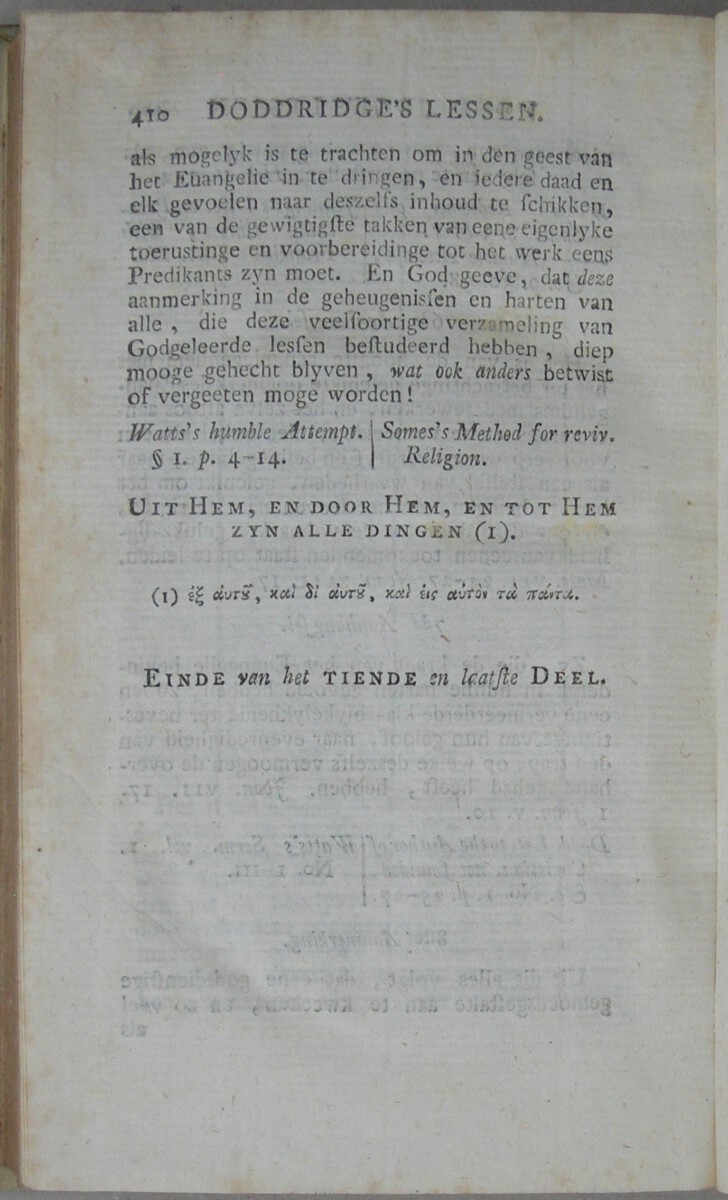 410 DODDRIDGE'S LESSEN.
als mogelyk is te trachten om in den geest van
het Euangelie in te dringen, en iedere daad en
elk gevoelen naar deszelfs inhoud te ſchikken,
een van de gewigtigſte takken van eene eigenlyke
toerustinge en voorbereidinge tot het werk eens
Predikants zyn moet. En God geeve, dat deze
aanmerking in de geheugenisſen en harten van
alle, die deze veelſoortige verzameling van
Godgeleerde lesſen beſtudeerd hebben, diep
mooge gehecht blyven, wat ook anders betwist
of vergeeten moge worden!
Watts's humble Attempt. | Somes's Method for reviv.
§ 1. p. 4-14. | Religion.
UIT HEM, EN DOOR HEM, EN TOT HEM
ZYN ALLE DINGEN (1).
(1) ἐξ αὐτȣ͂, καὶ δι αὐτȣ͂, καὶ εἰς αὐτὸν τὰ πάντα.
EINDE van het TIENDE en laatſte DEEL.